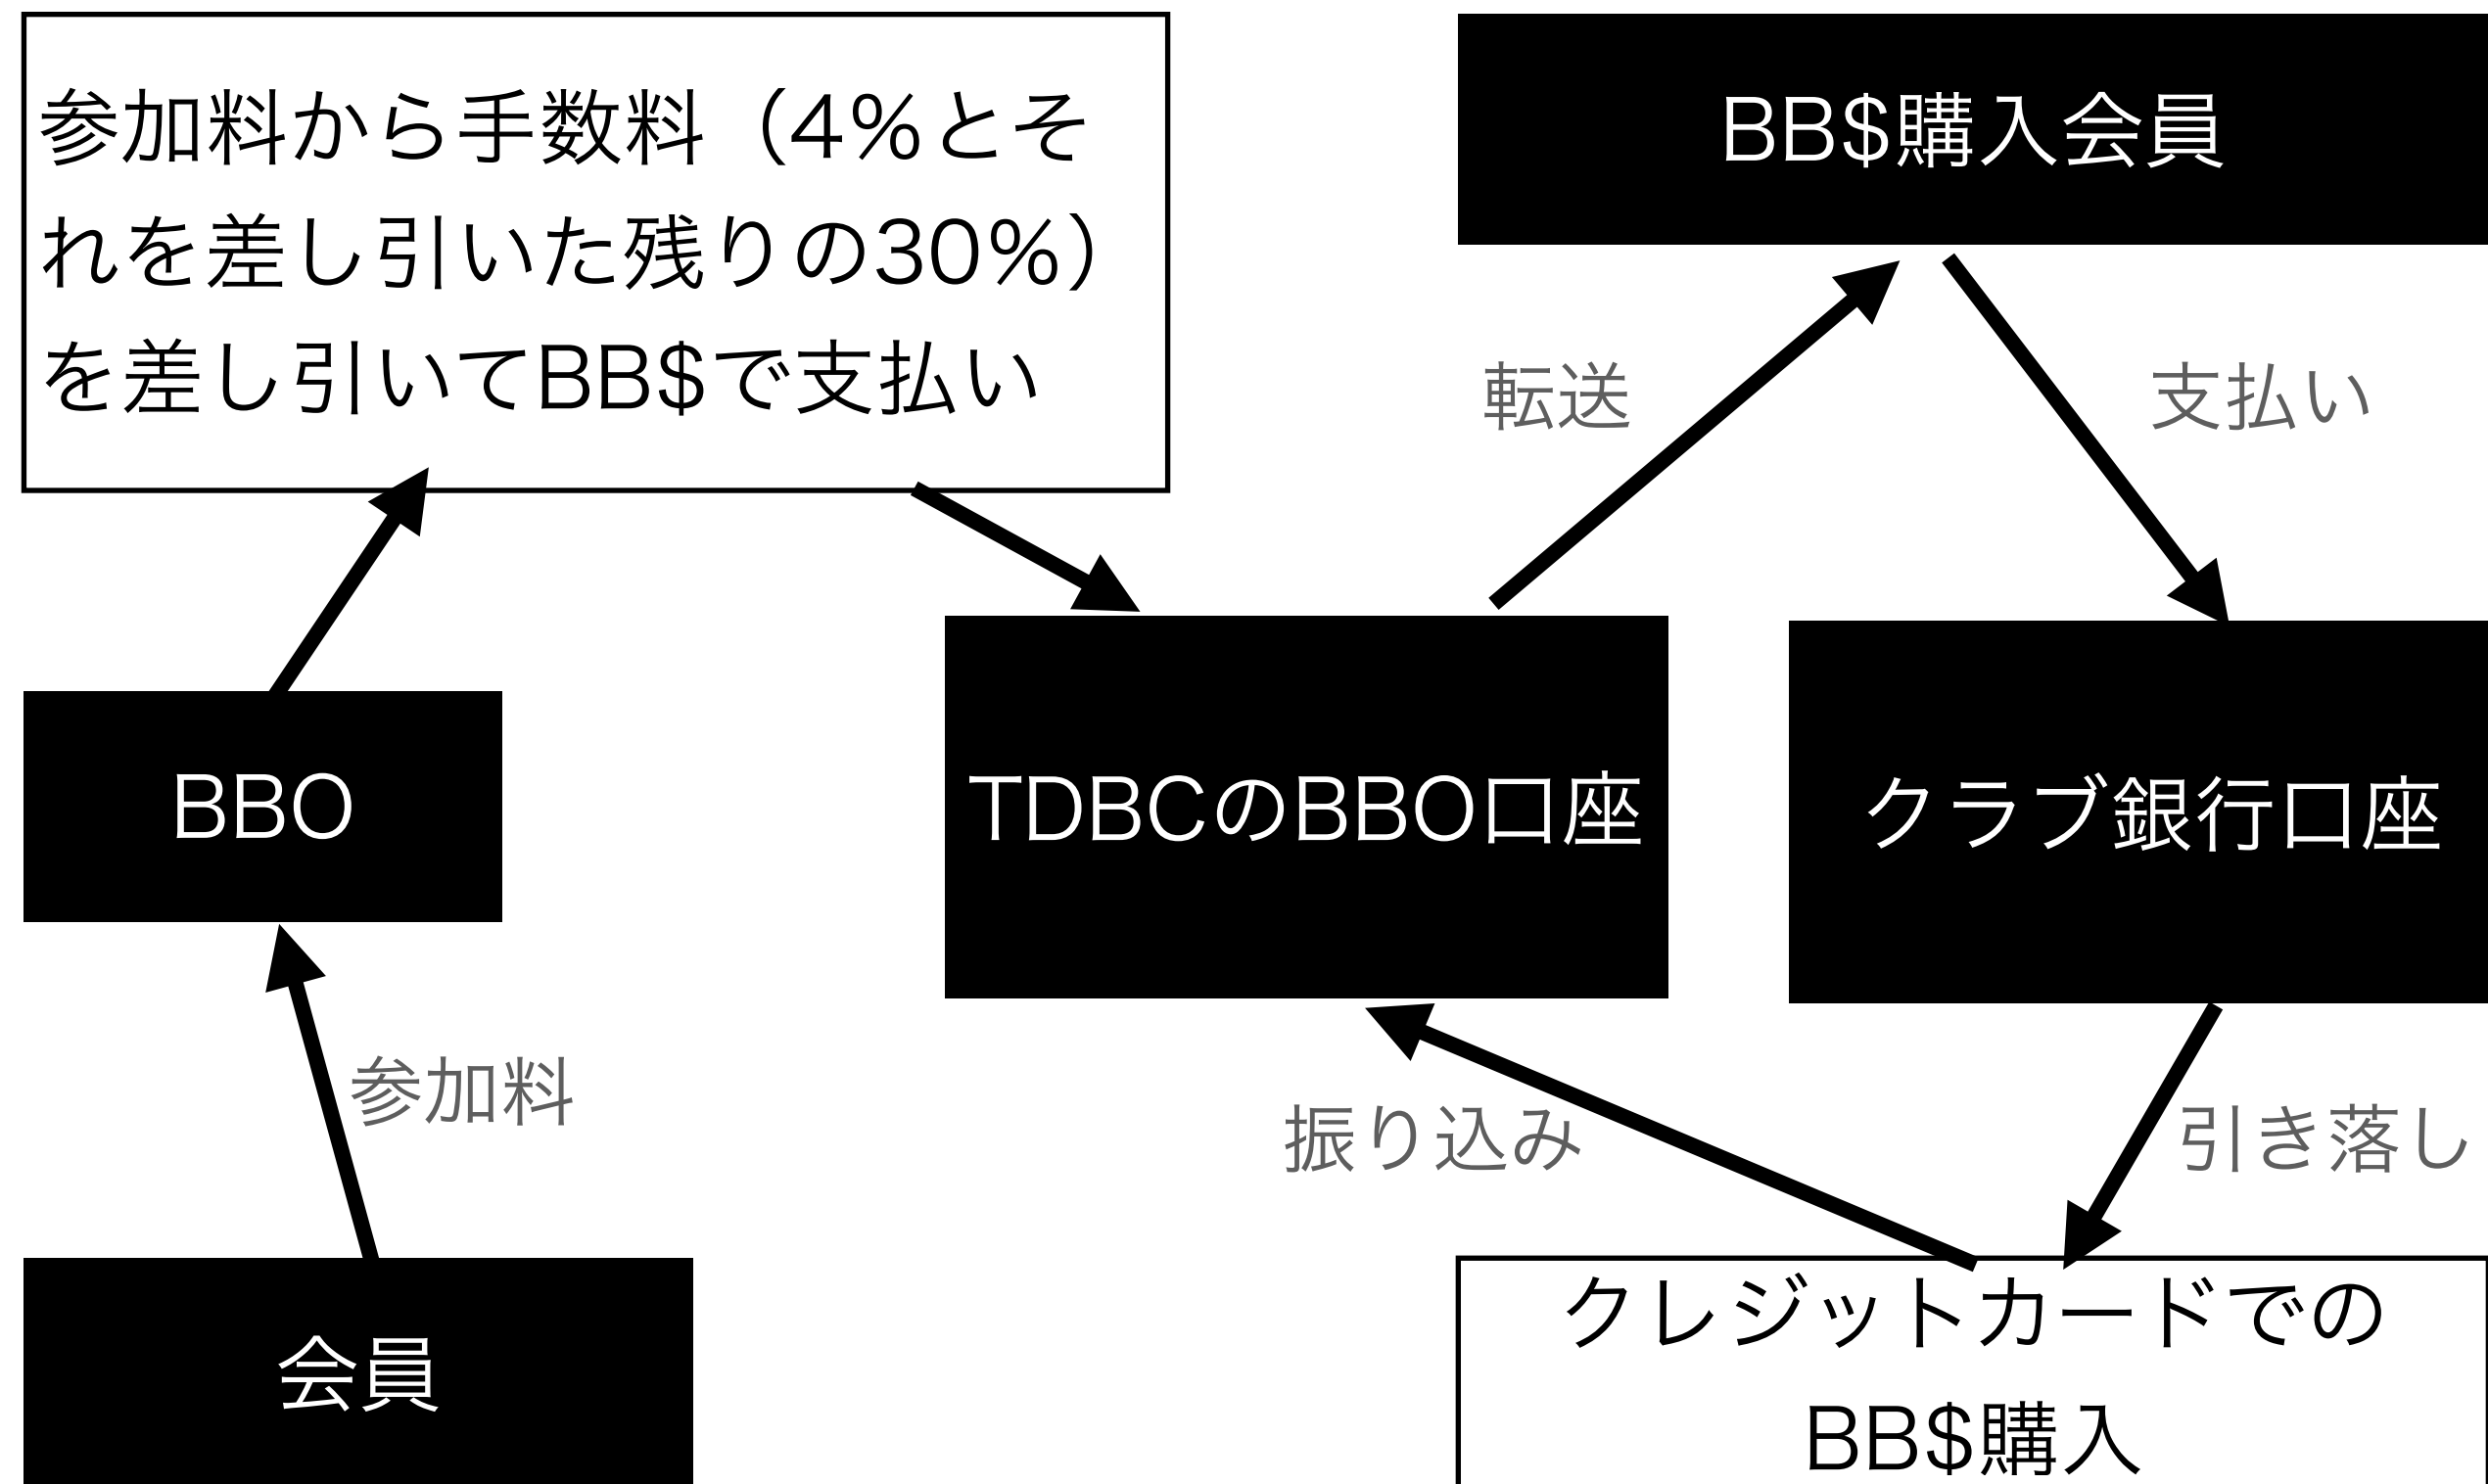 参加料から手数料（4%とそ
れを差し引いた残りの30%）
を差し引いてBB$で支払い
BB$購入会員
転送
支払い
BBO
TDBCのBBO口座
クラブ銀行口座
参加料
振り込み
引き落し
会員
クレジットカードでの
BB$購入